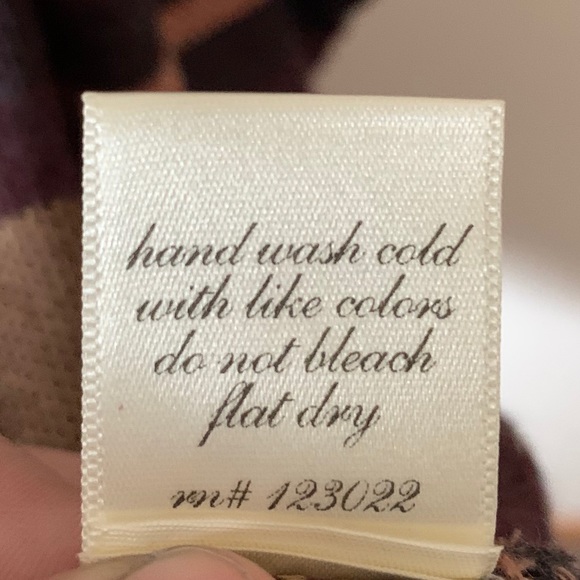 hand wash cold
with like colors
do not bleach
flat dry
rn# 123022